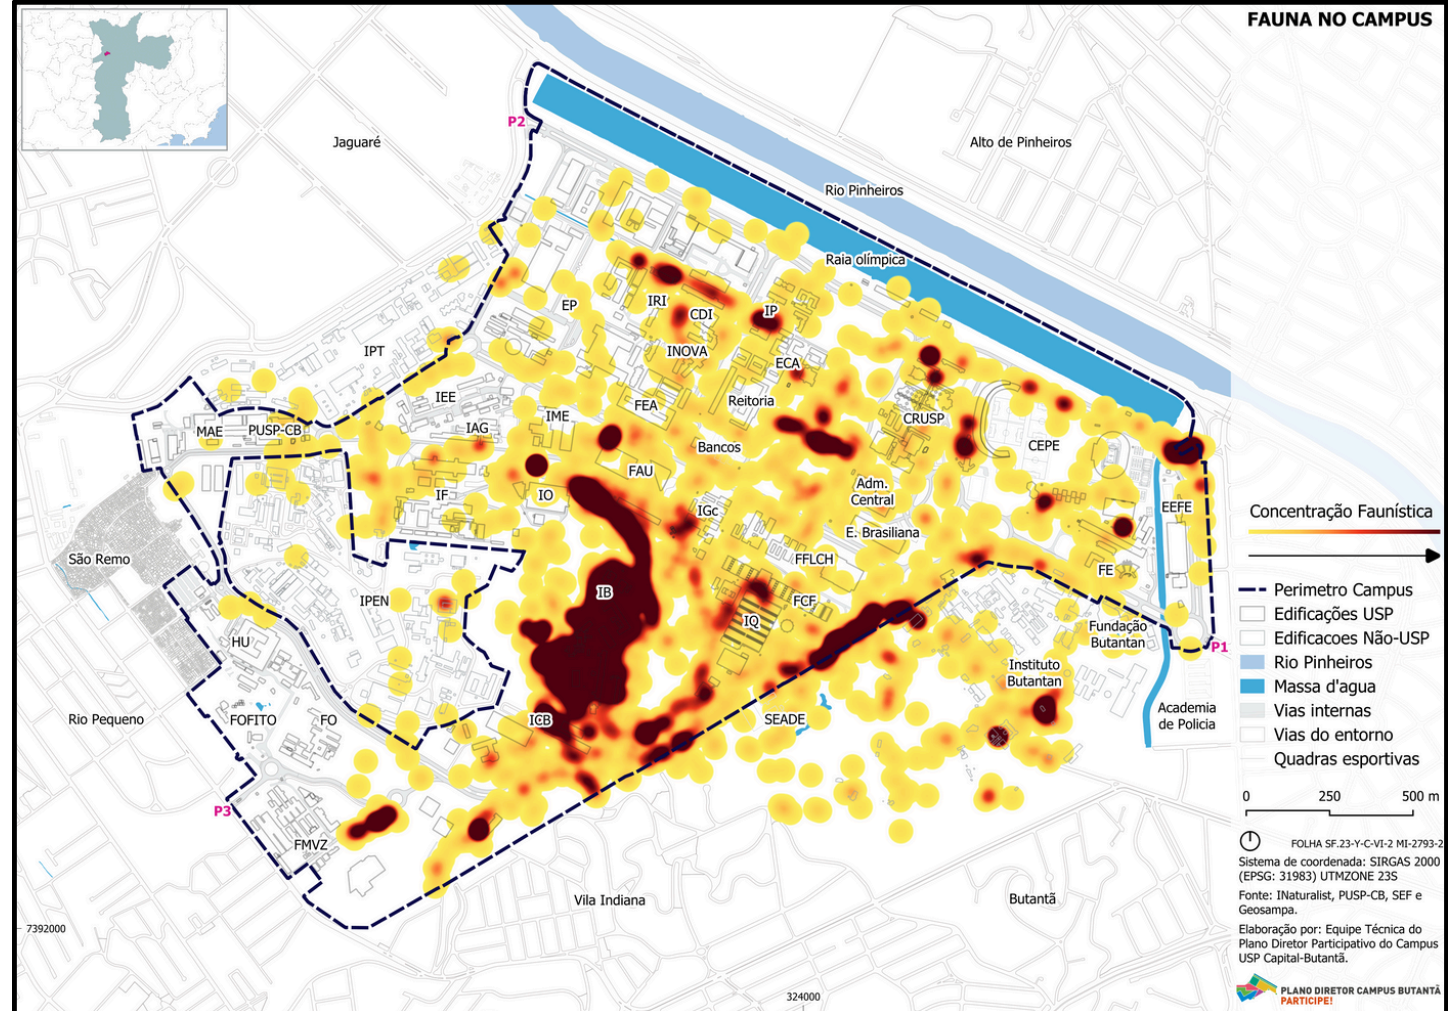 FAUNA NO CAMPUS
P2
Jaguaré
Alto de Pinheiros
Rio Pinheiros
Raia olímpica
EP
IRI
CDI
IP
INOVA
IPT
ECA
IEE
FEA
Reitoria
IME
CRUSP
MAE
PUSP-CB
IAG
Bancos
CEPE
FAU
IF
IO
Adm.
Central
IGc
EEFE
E. Brasiliana
São Remo
FFLCH
FE
IB
IPEN
FCF
IQ
Fundação
Butantan
HU
P1
Instituto
Butantan
Rio Pequeno
FOFITO
FO
ICB
SEADE
Academia
de Policia
P3
FMVZ
Vila Indiana
Butantã
7392000
324000
Concentração Faunística
Perimetro Campus
Edificações USP
Edificacoes Não-USP
Rio Pinheiros
Massa d'agua
Vias internas
Vias do entorno
Quadras esportivas
0 250 500 m
FOLHA SF.23-Y-C-VI-2 MI-2793-2
Sistema de coordenada: SIRGAS 2000
(EPSG: 31983) UTMZONE 23S
Fonte: INaturalist, PUSP-CB, SEF e
Geosampa.
Elaboração por: Equipe Técnica do
Plano Diretor Participativo do Campus
USP Capital-Butantã.
PLANO DIRETOR CAMPUS BUTANTÃ
PARTICIPE!